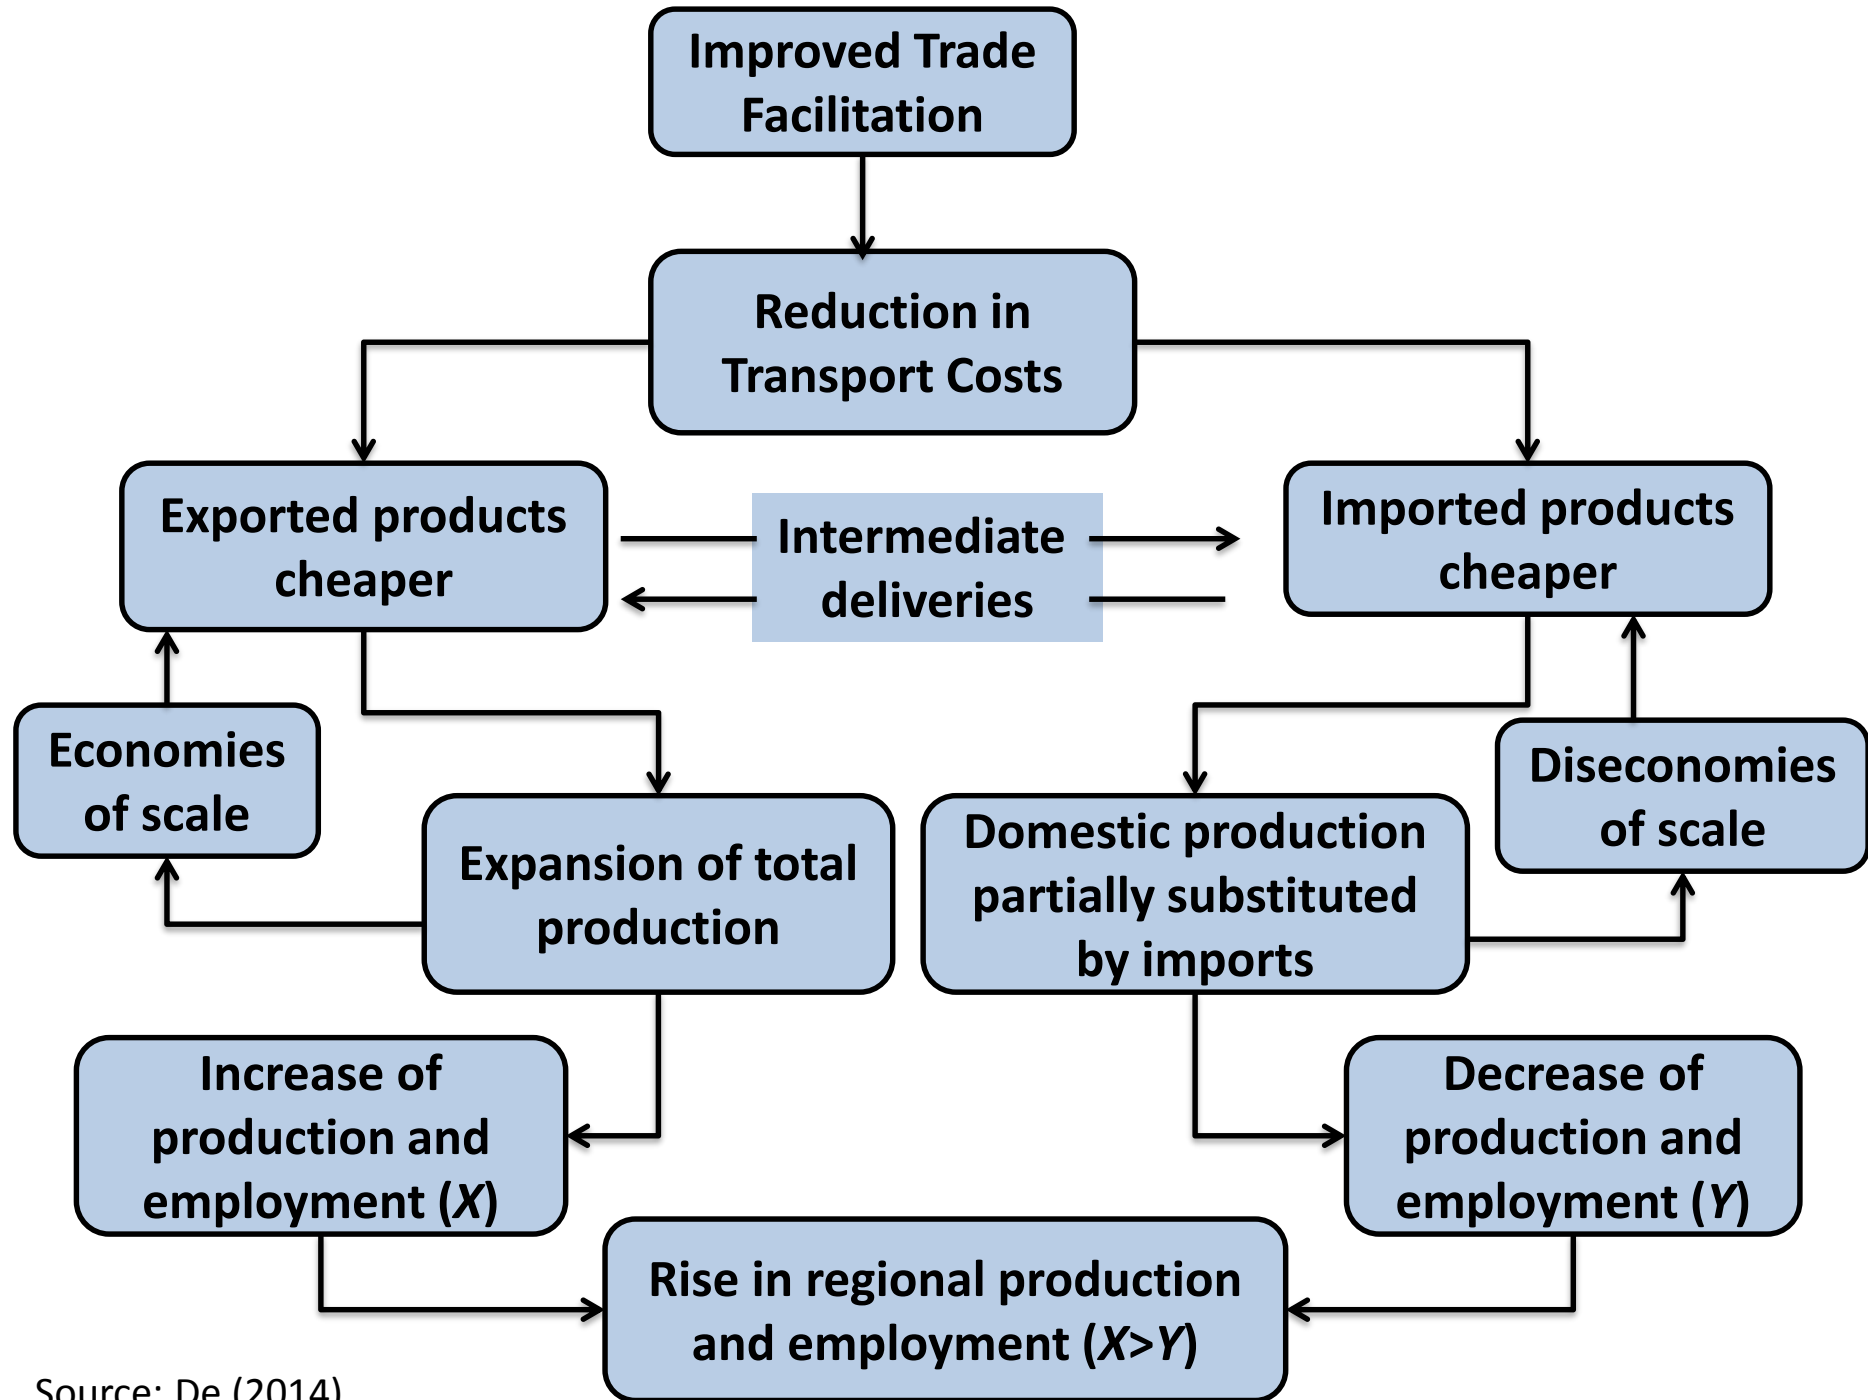 Improved Trade
Facilitation
Reduction in
Transport Costs
Exported products
cheaper
Intermediate
deliveries
Imported products
cheaper
Economies
of scale
Diseconomies
of scale
Expansion of total
production
Domestic production
partially substituted
by imports
Increase of
production and
employment (X)
Decrease of
production and
employment (Y)
Rise in regional production
and employment (X>Y)
Source: De (2014)